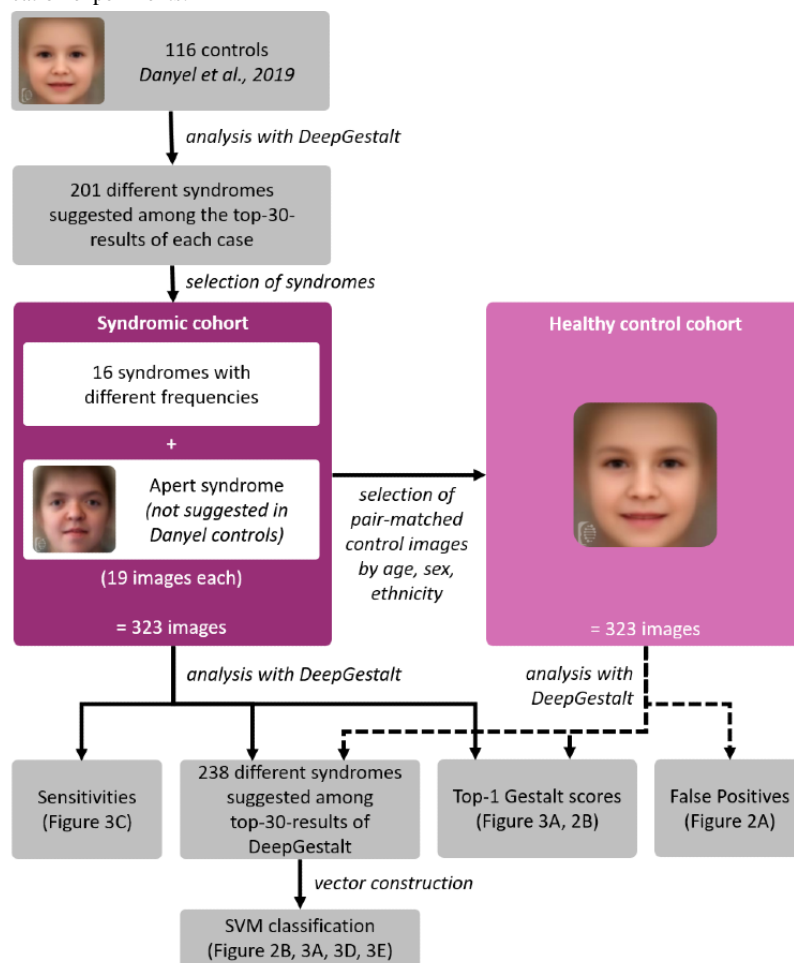 116 controls
Danyel et al., 2019
analysis with DeepGestalt
201 different syndromes
suggested among the top-30-
results of each case
selection of syndromes
Syndromic cohort
16 syndromes with
different frequencies
+
Apert syndrome
(not suggested in
Danyel controls)
(19 images each)
= 323 images
selection of
pair-matched
control images
by age, sex,
ethnicity
Healthy control cohort
= 323 images
analysis with DeepGestalt
analysis with
DeepGestalt
Sensitivities
(Figure 3C)
238 different syndromes
suggested among
top-30-results of
DeepGestalt
Top-1 Gestalt scores
(Figure 3A, 2B)
False Positives
(Figure 2A)
vector construction
SVM classification
(Figure 2B, 3A, 3D, 3E)